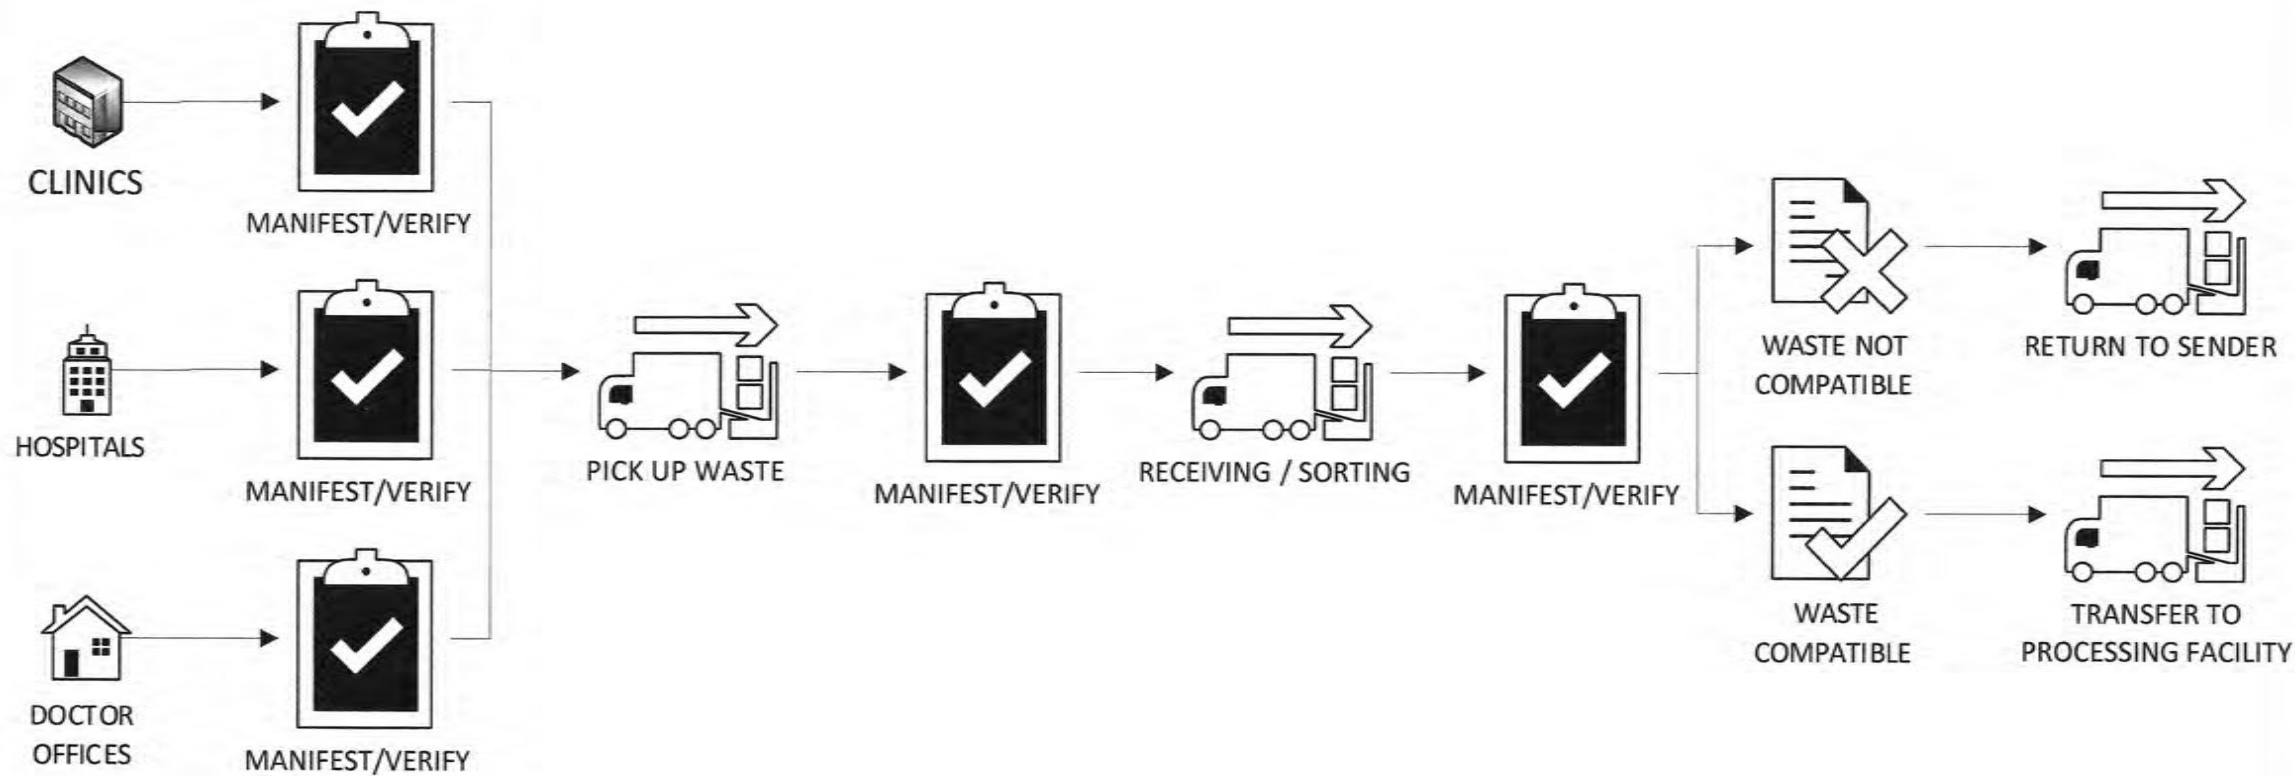 CLINICS
MANIFEST/VERIFY
HOSPITALS
MANIFEST/VERIFY
DOCTOR
OFFICES
MANIFEST/VERIFY
PICK UP WASTE
MANIFEST/VERIFY
RECEIVING / SORTING
MANIFEST/VERIFY
WASTE NOT
COMPATIBLE
RETURN TO SENDER
WASTE
COMPATIBLE
TRANSFER TO
PROCESSING FACILITY